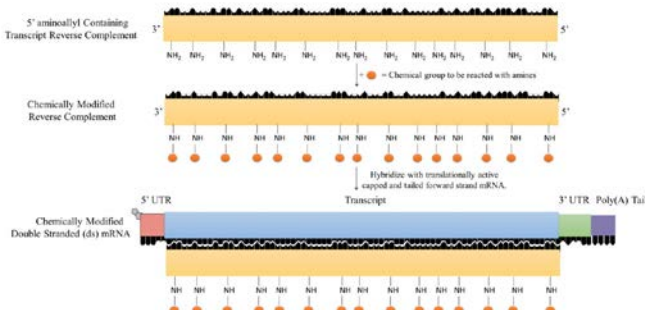 5' aminoallyl Containing
Transcript Reverse Complement
3'
5'
NH₂ NH₂ NH₂ NH₂ NH₂ NH₂ NH₂ NH₂ NH₂ NH₂ NH₂ NH₂ NH₂ NH₂ NH₂
+ = Chemical group to be reacted with amines
Chemically Modified
Reverse Complement
3'
5'
NH NH NH NH NH NH NH NH NH NH NH NH NH NH NH
Hybridize with translationally active
capped and tailed forward strand mRNA.
5' UTR Transcript 3' UTR Poly(A) Tail
Chemically Modified
Double Stranded (ds) mRNA
NH NH NH NH NH NH NH NH NH NH NH NH NH NH NH